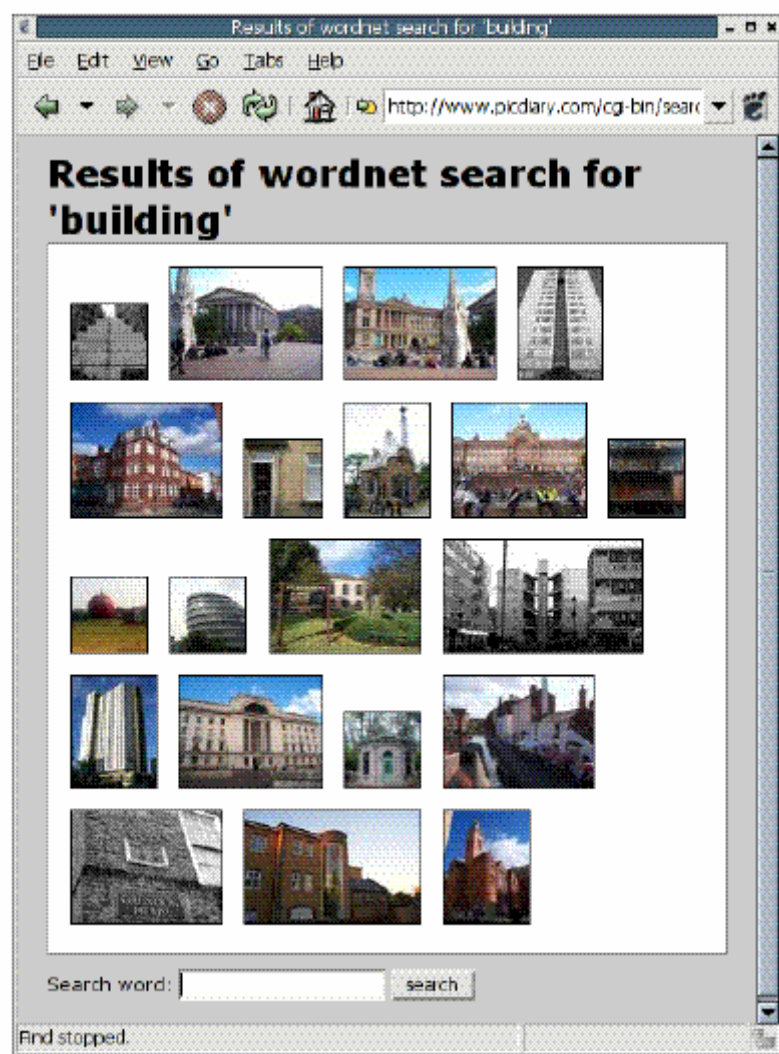 Results of wordnet search for 'building'
File Edit View Go Tabs Help
http://www.picdiary.com/cgi-bin/searc
Results of wordnet search for
'building'
Search word:
search
Find stopped.